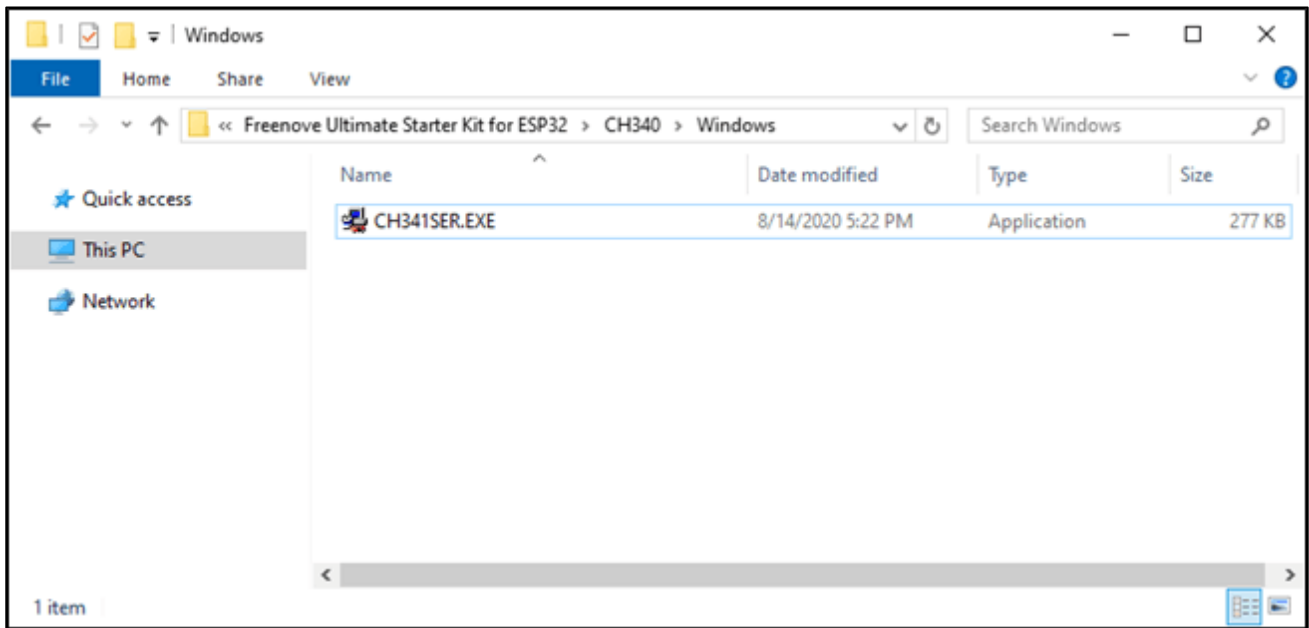 Windows
File Home Share View
« Freenove Ultimate Starter Kit for ESP32 > CH340 > Windows Search Windows
Name Date modified Type Size
Quick access
CH341SER.EXE 8/14/2020 5:22 PM Application 277 KB
This PC
Network
1 item